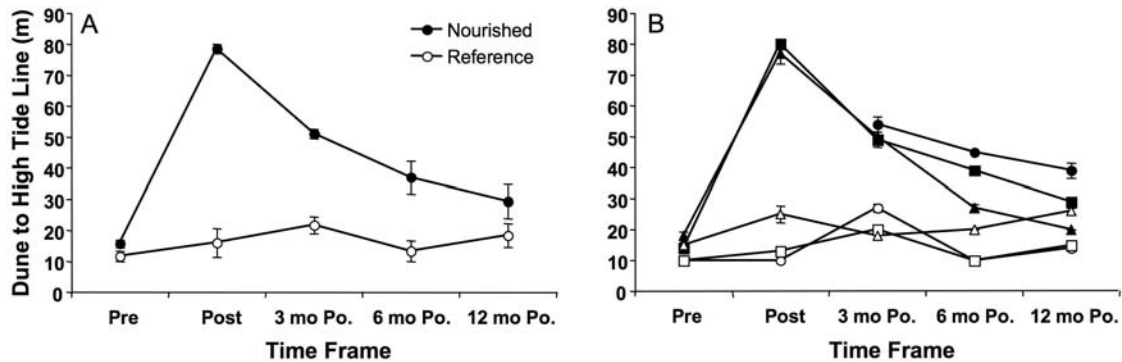 A
B
Nourished
Reference
Dune to High Tide Line (m)
90
80
70
60
50
40
30
20
10
0
Pre
Post
3 mo Po.
6 mo Po.
12 mo Po.
Time Frame
90
80
70
60
50
40
30
20
10
0
Pre
Post
3 mo Po.
6 mo Po.
12 mo Po.
Time Frame